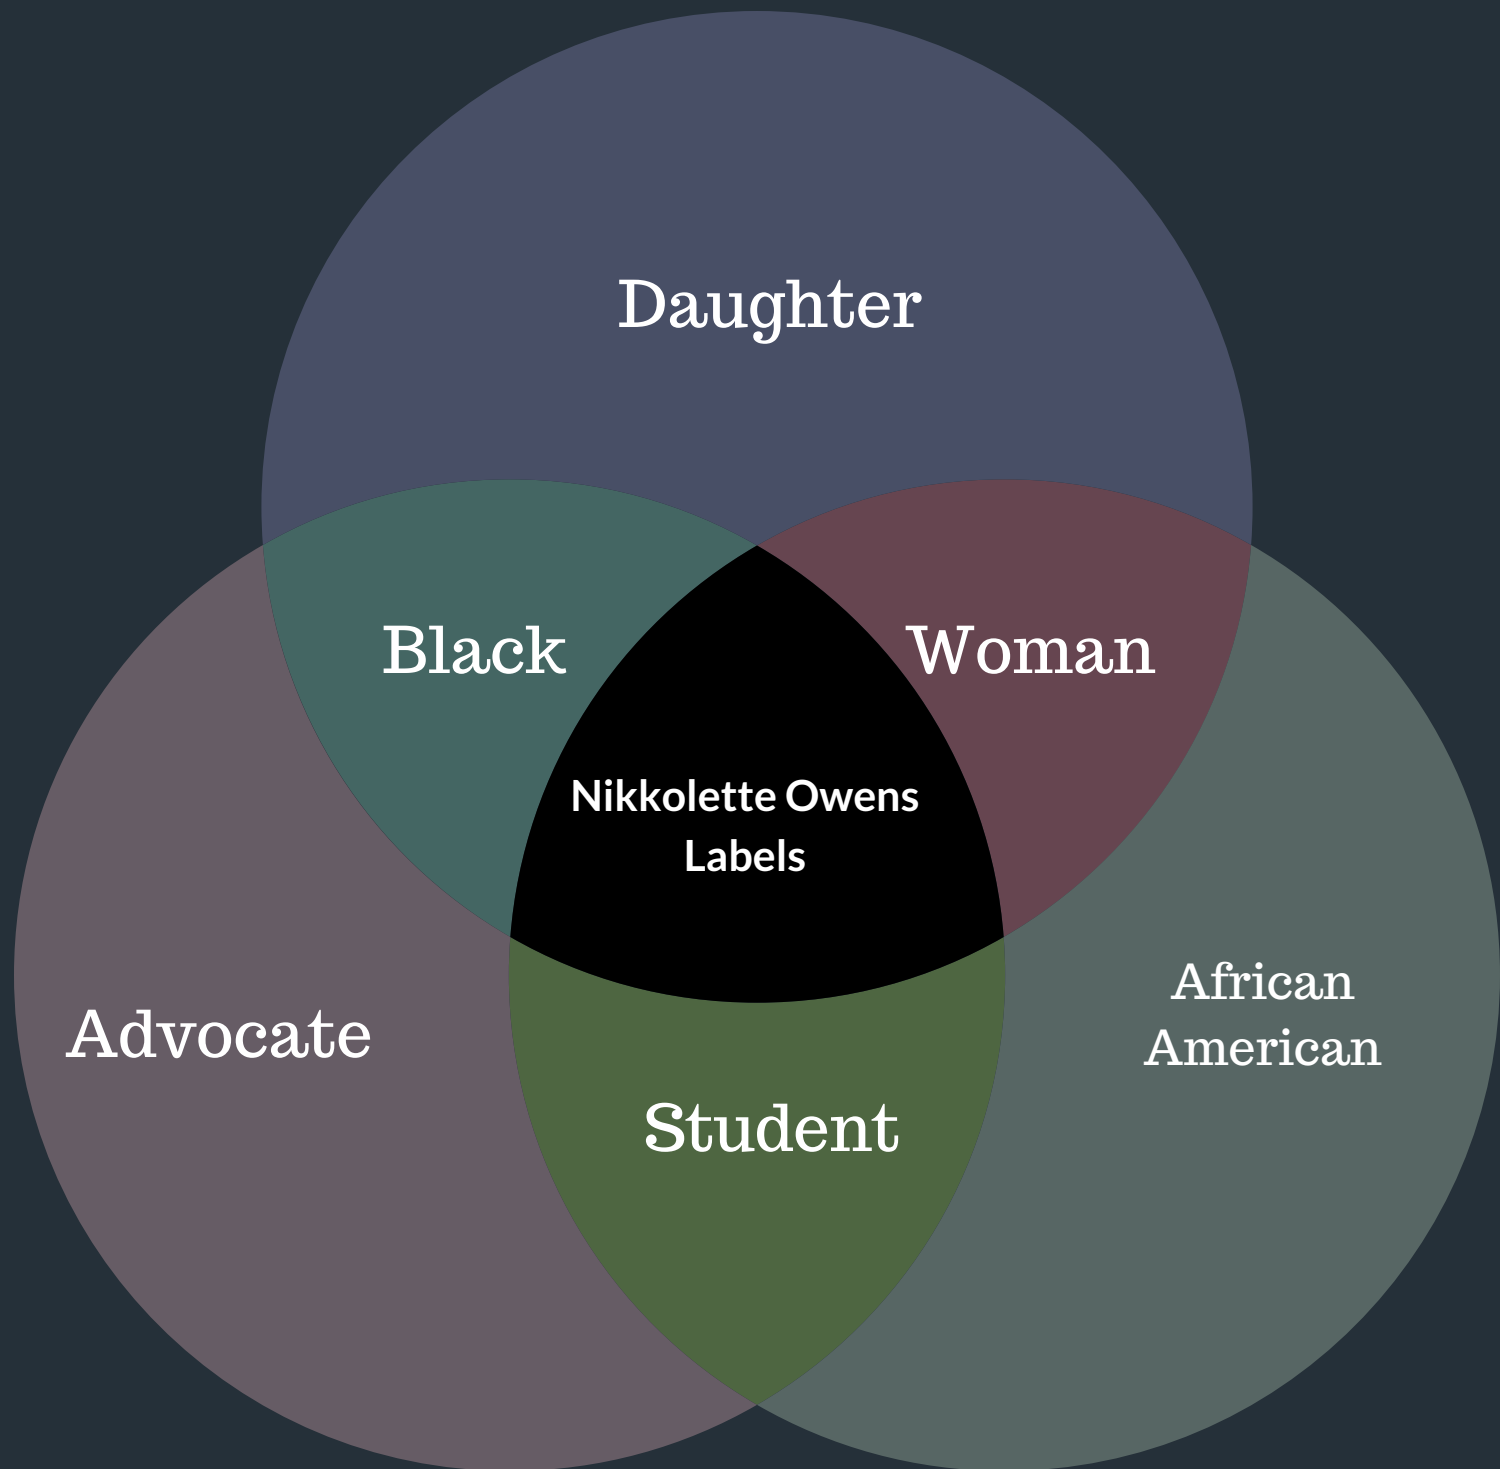 Daughter
Black
Woman
Nikkolette Owens
Labels
Advocate
African
American
Student